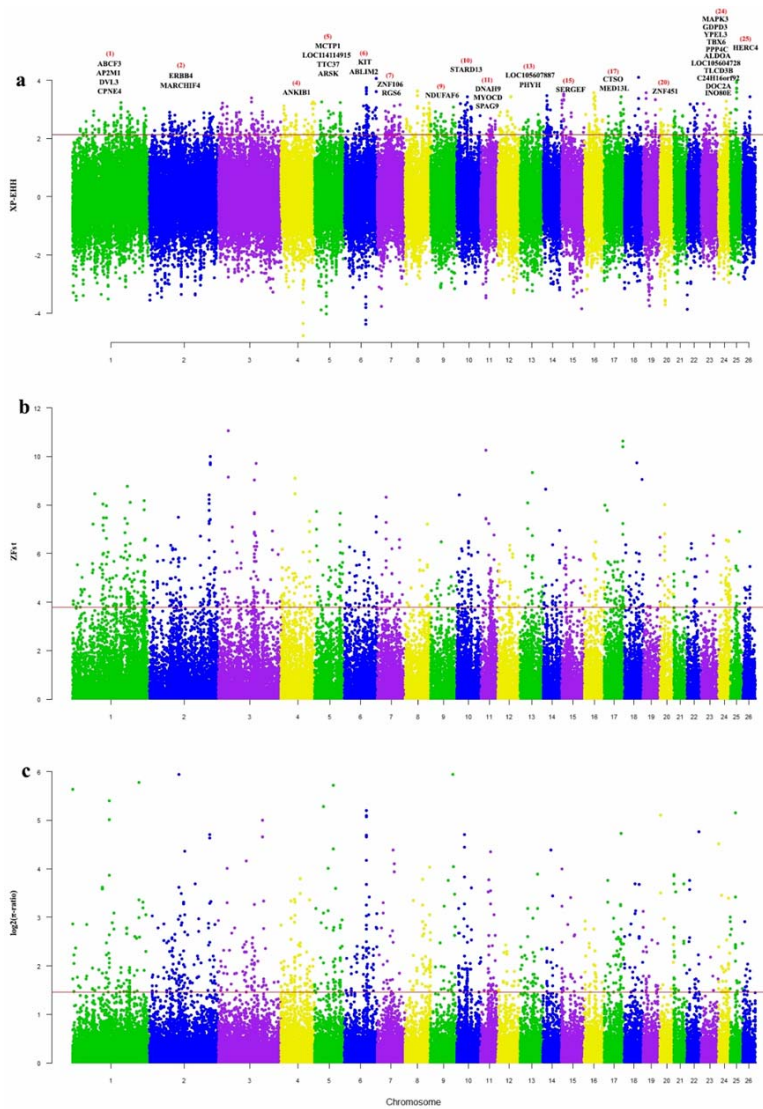 (1)
ABCF3
AP2M1
DVL3
CPNE4
(2)
ERBB4
MARCHIF4
(4)
ANKIB1
(5)
MCTP1
LOC114114915
TTC37
ARSK
(6)
KIT
ABLIM2
(7)
ZNF106
RGS6
(9)
NDUFAF6
(10)
STARD13
(11)
DNAH9
MYOCD
SPAG9
(13)
LOC105607887
PHYH
(15)
SERGEF
(17)
CTSO
MED13L
(20)
ZNF451
(24)
MAPK3
GDPD3
YPEL3
TBX6
PPP4C
ALDOA
LOC105604728
TLCD3B
C24H16orf92
DOC2A
INO80E
(25)
HERC4
a
XP-EHH
4
2
0
-2
-4
1 2 3 4 5 6 7 8 9 10 11 12 13 14 15 16 17 18 19 20 21 22 23 24 25 26
b
ZFst
12
10
8
6
4
2
0
1 2 3 4 5 6 7 8 9 10 11 12 13 14 15 16 17 18 19 20 21 22 23 24 25 26
c
log2(π-ratio)
6
5
4
3
2
1
0
1 2 3 4 5 6 7 8 9 10 11 12 13 14 15 16 17 18 19 20 21 22 23 24 25 26
Chromosome